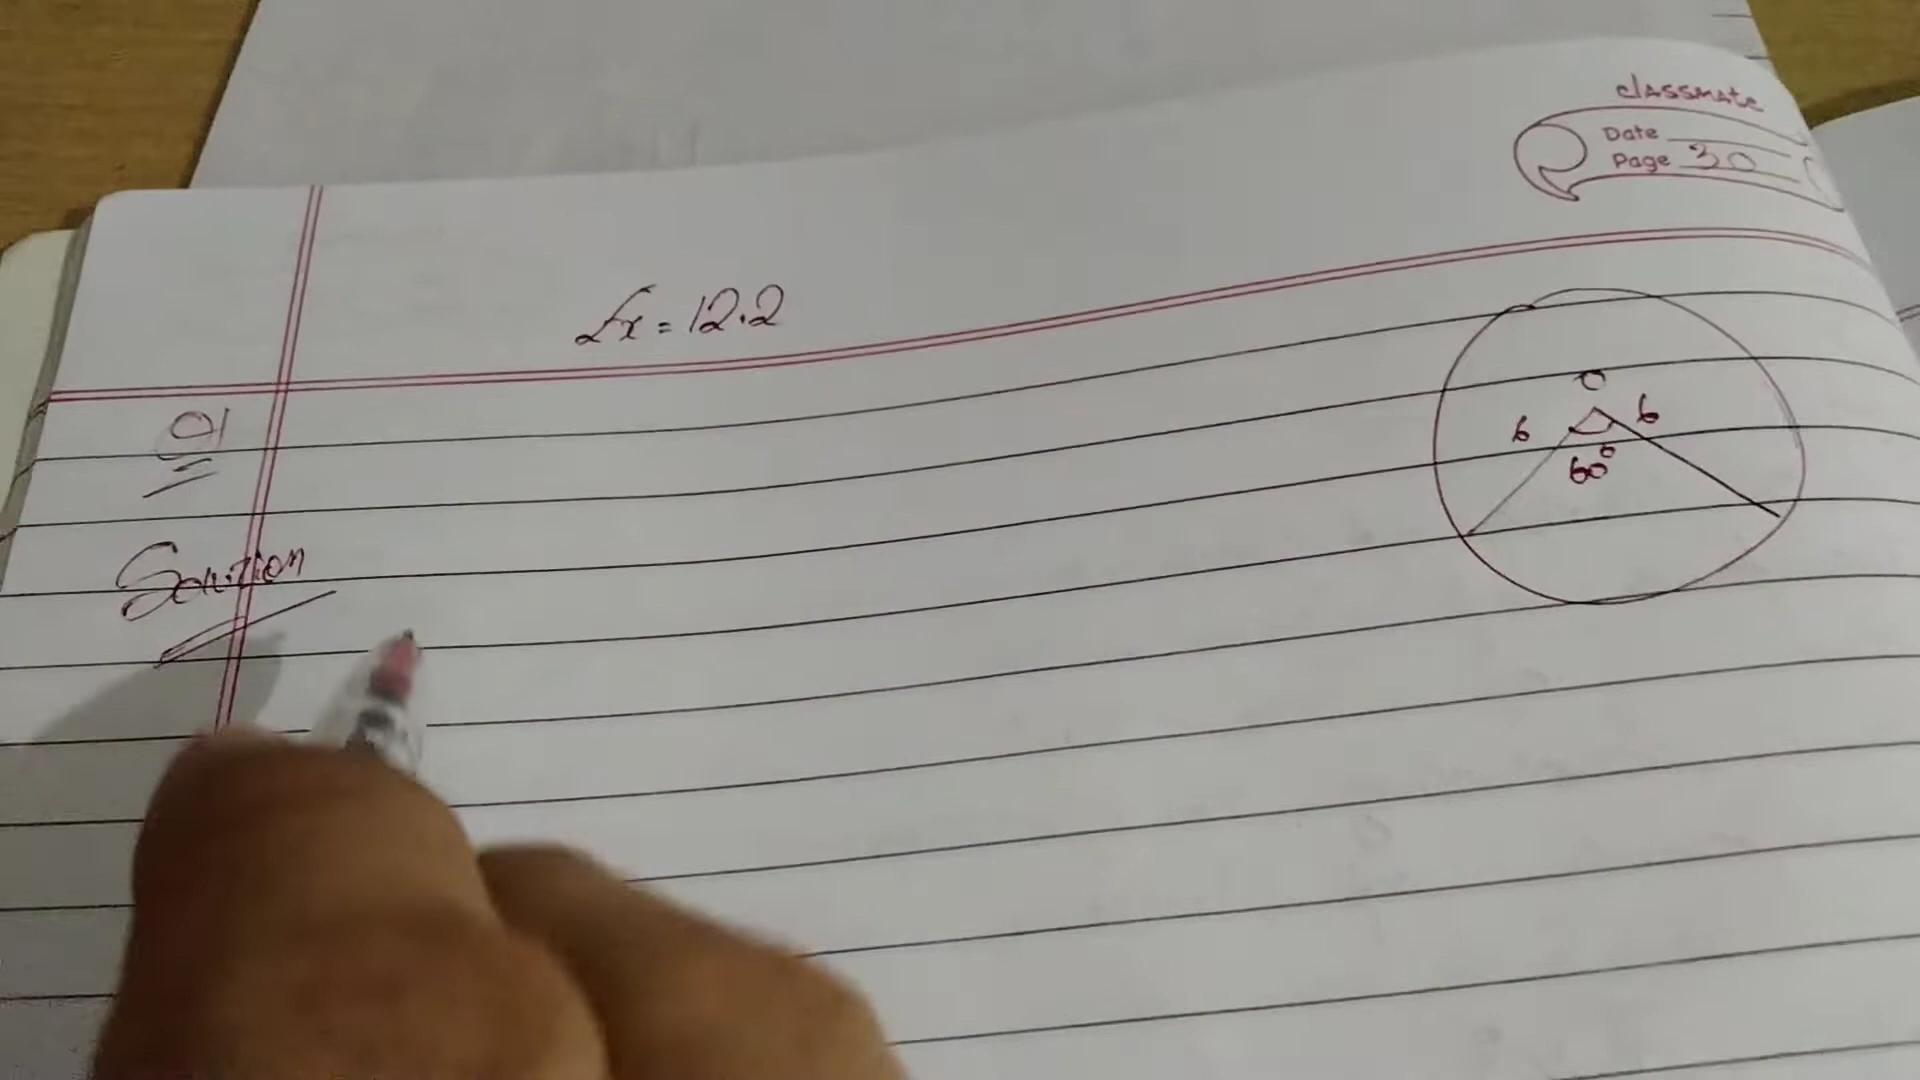 classmate
Date
Page 30
Ex = 12.2
Q1
O
6 6
60°
Solution